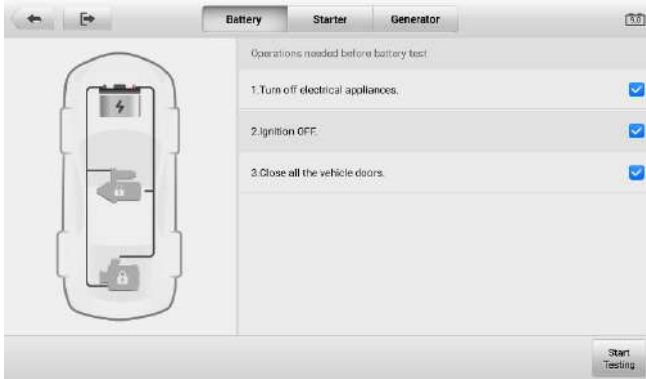 Battery
Starter
Generator
Operations needed before battery test
1.Turn off electrical appliances.
2.Ignition OFF.
3.Close all the vehicle doors.
Start
Testing